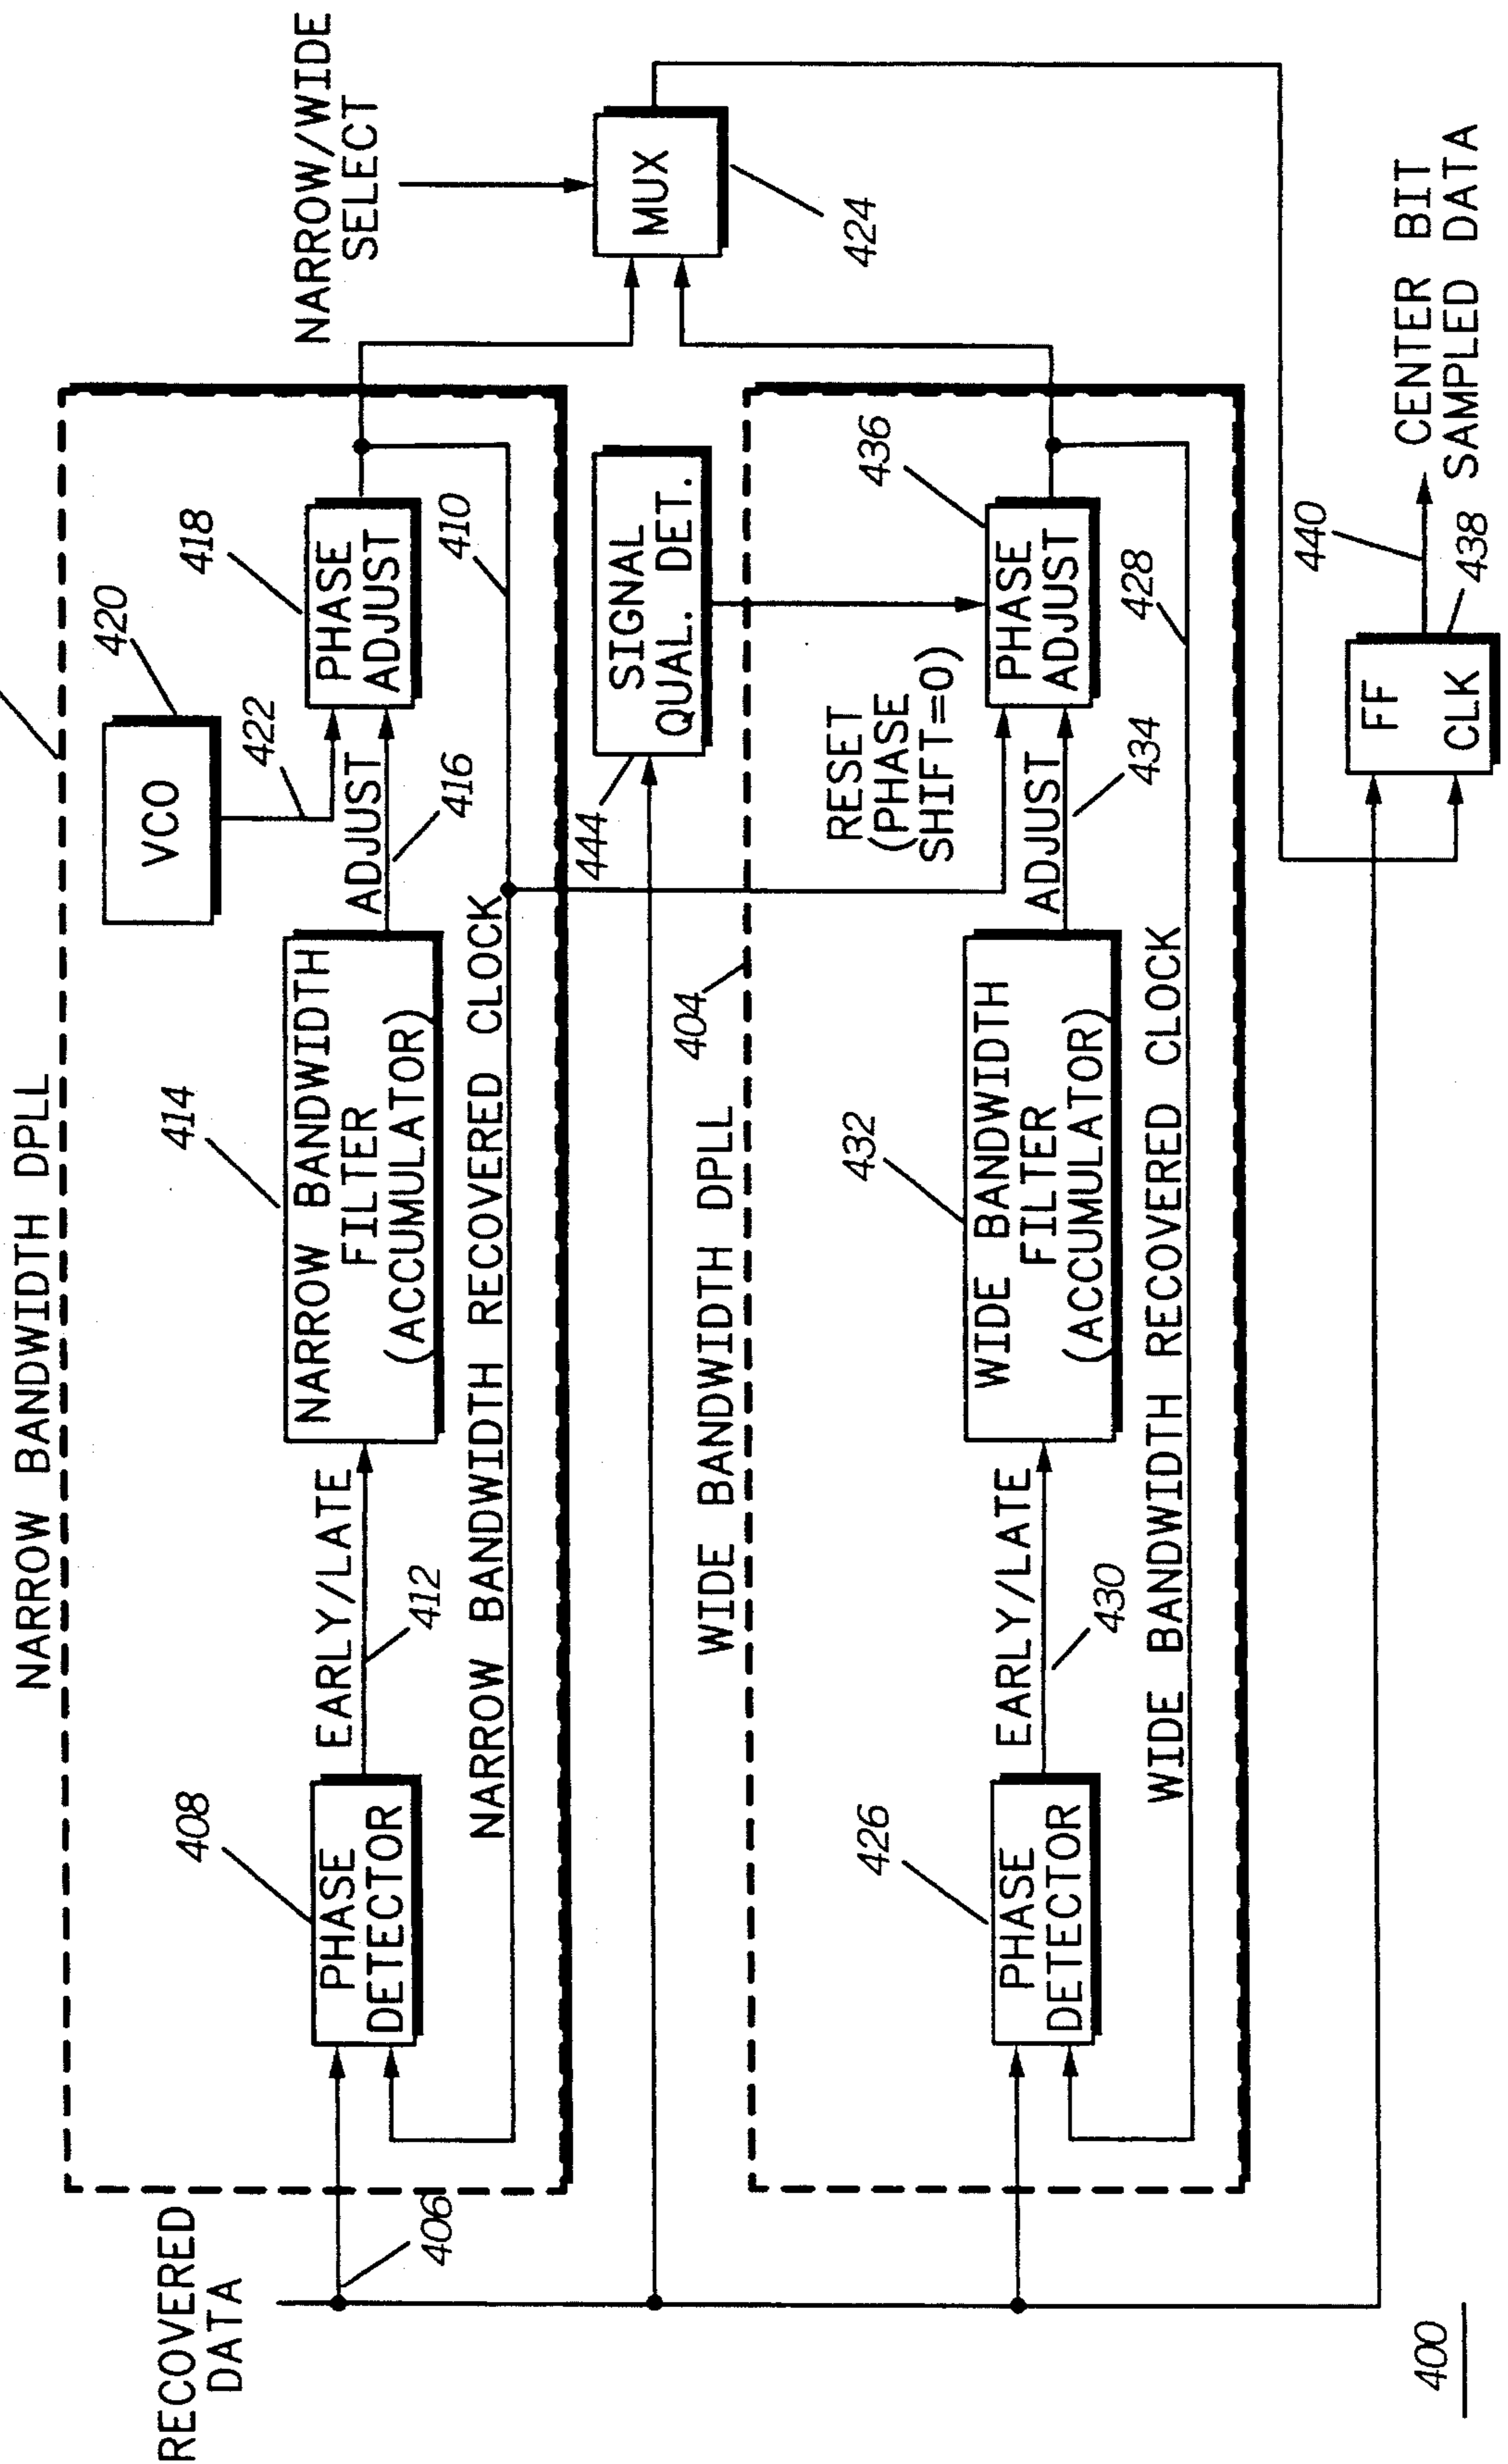 NARROW BANDWIDTH DPLL
420
VCO
422
418
PHASE
ADJUST
414
NARROW BANDWIDTH
FILTER
(ACCUMULATOR)
ADJUST
416
408
PHASE
DETECTOR
EARLY/LATE
412
410
NARROW BANDWIDTH RECOVERED CLOCK
RECOVERED
DATA
406
NARROW/WIDE
SELECT
MUX
424
SIGNAL
QUAL. DET.
444
WIDE BANDWIDTH DPLL
404
426
PHASE
DETECTOR
EARLY/LATE
430
432
WIDE BANDWIDTH
FILTER
(ACCUMULATOR)
RESET
(PHASE
SHIFT=0)
ADJUST
434
436
PHASE
ADJUST
428
WIDE BANDWIDTH RECOVERED CLOCK
FF
CLK
438
440
CENTER BIT
SAMPLED DATA
400